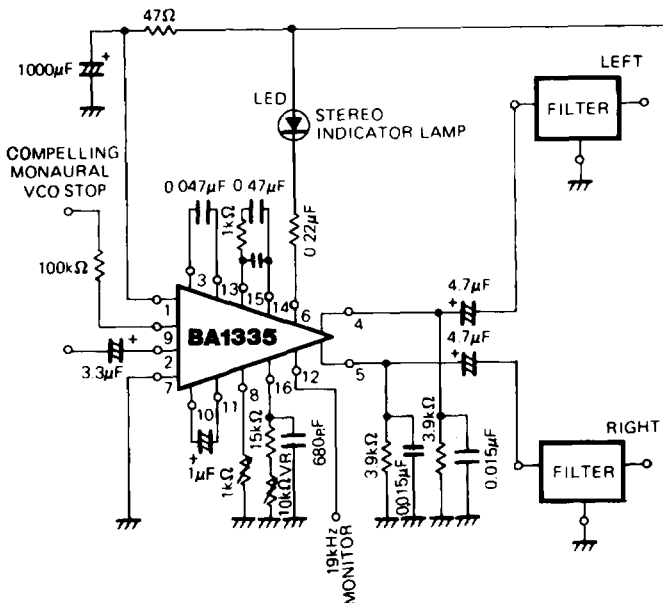 47Ω
1000μF
+
LEFT
FILTER
LED
STEREO
INDICATOR LAMP
COMPELLING
MONAURAL
VCO STOP
0.047μF
0.47μF
1kΩ
0.22μF
100kΩ
3
13
15
14
6
4.7μF
+
1
4
9
BA1335
4.7μF
+
+
3.3μF
2
5
7
12
10
11
8
16
RIGHT
FILTER
+
1μF
1kΩ
15kΩ
10kΩVR
680pF
3.9kΩ
0.015μF
3.9kΩ
0.015μF
19kHz
MONITOR